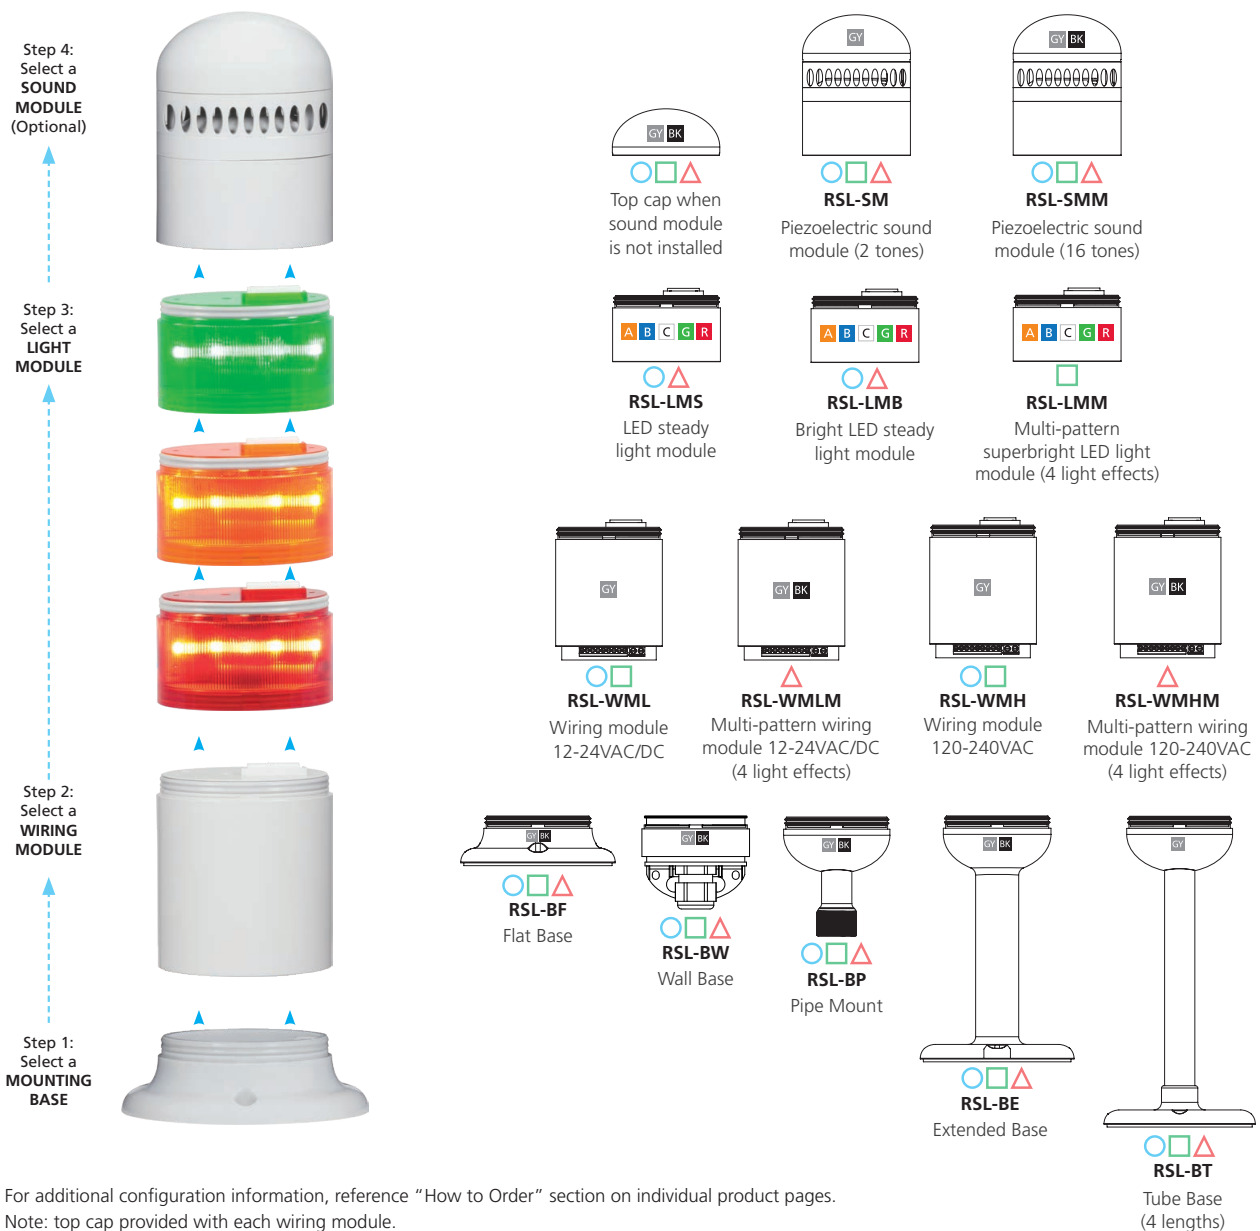 Step 4:
Select a
SOUND
MODULE
(Optional)
GY BK
Top cap when
sound module
is not installed
GY
RSL-SM
Piezoelectric sound
module (2 tones)
GY BK
RSL-SMM
Piezoelectric sound
module (16 tones)
Step 3:
Select a
LIGHT
MODULE
A B C G R
RSL-LMS
LED steady
light module
A B C G R
RSL-LMB
Bright LED steady
light module
A B C G R
RSL-LMM
Multi-pattern
superbright LED light
module (4 light effects)
Step 2:
Select a
WIRING
MODULE
GY
RSL-WML
Wiring module
12-24VAC/DC
GY BK
RSL-WMLM
Multi-pattern wiring
module 12-24VAC/DC
(4 light effects)
GY
RSL-WMH
Wiring module
120-240VAC
GY BK
RSL-WMHM
Multi-pattern wiring
module 120-240VAC
(4 light effects)
Step 1:
Select a
MOUNTING
BASE
GY BK
RSL-BF
Flat Base
GY BK
RSL-BW
Wall Base
GY BK
RSL-BP
Pipe Mount
GY BK
RSL-BE
Extended Base
GY
RSL-BT
Tube Base
(4 lengths)
For additional configuration information, reference “How to Order” section on individual product pages.
Note: top cap provided with each wiring module.